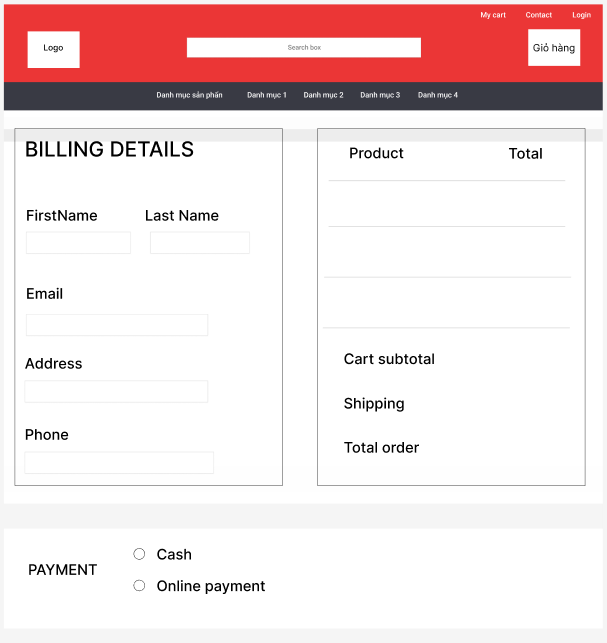 My cart Contact Login
Logo
Search box
Giỏ hàng
Danh mục sản phẩn Danh mục 1 Danh mục 2 Danh mục 3 Danh mục 4
BILLING DETAILS
FirstName Last Name
Email
Address
Phone
Product Total
Cart subtotal
Shipping
Total order
PAYMENT
Cash
Online payment